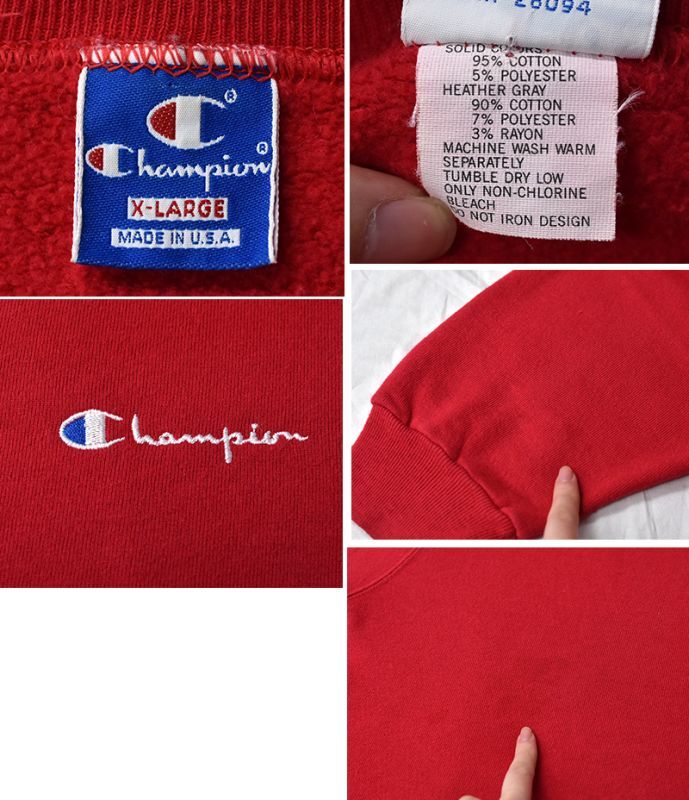 ®
Champion®
X-LARGE
MADE IN U.S.A.
26094
SOLID COLORS
95% COTTON
5% POLYESTER
HEATHER GRAY
90% COTTON
7% POLYESTER
3% RAYON
MACHINE WASH WARM
SEPARATELY
TUMBLE DRY LOW
ONLY NON-CHLORINE
BLEACH
DO NOT IRON DESIGN
Champion